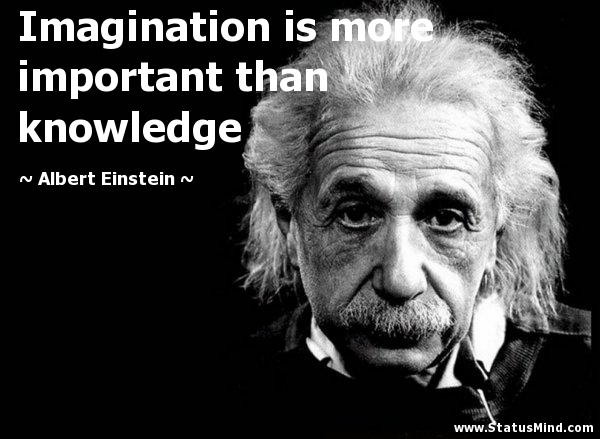 Imagination is more
important than
knowledge
~ Albert Einstein ~
www.StatusMind.com